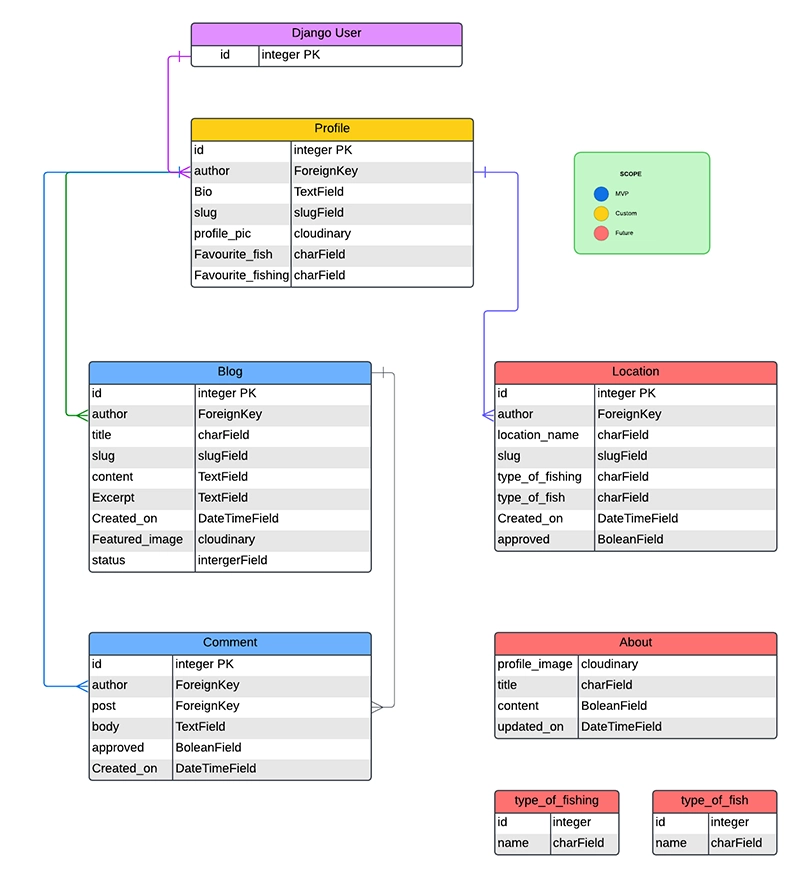 Django User
id integer PK
Profile
id integer PK
author ForeignKey
Bio TextField
slug slugField
profile_pic cloudinary
Favourite_fish charField
Favourite_fishing charField
SCOPE
MVP
Custom
Future
Blog
id integer PK
author ForeignKey
title charField
slug slugField
content TextField
Excerpt TextField
Created_on DateTimeField
Featured_image cloudinary
status intergerField
Location
id integer PK
author ForeignKey
location_name charField
slug slugField
type_of_fishing charField
type_of_fish charField
Created_on DateTimeField
approved BoleanField
Comment
id integer PK
author ForeignKey
post ForeignKey
body TextField
approved BoleanField
Created_on DateTimeField
About
profile_image cloudinary
title charField
content BoleanField
updated_on DateTimeField
type_of_fishing
id integer
name charField
type_of_fish
id integer
name charField